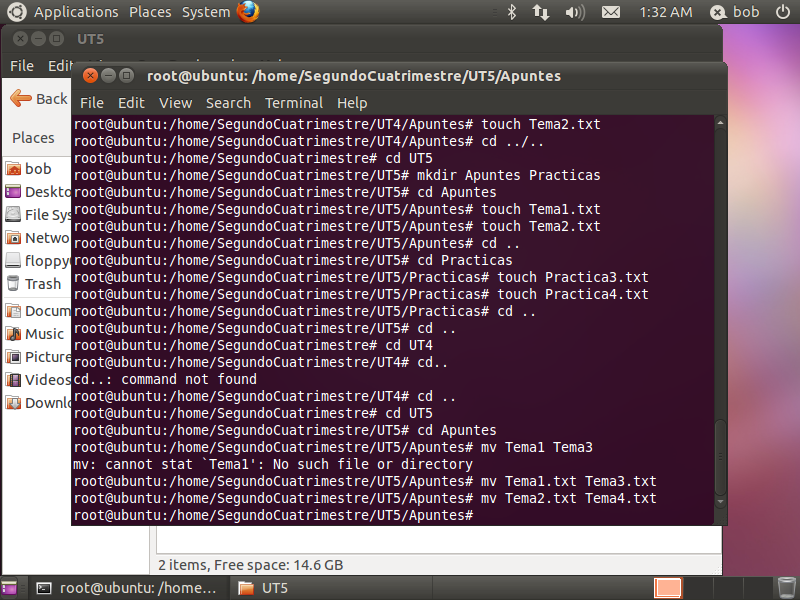 Applications Places System 1:32 AM bob
UT5
File Edit
root@ubuntu: /home/SegundoCuatrimestre/UT5/Apuntes
File Edit View Search Terminal Help
Back
Places
bob
Deskto
File Sys
Netwo
floppy
Trash
Docum
Music
Picture
Videos
Downlo
root@ubuntu:/home/SegundoCuatrimestre/UT4/Apuntes# touch Tema2.txt
root@ubuntu:/home/SegundoCuatrimestre/UT4/Apuntes# cd ../..
root@ubuntu:/home/SegundoCuatrimestre# cd UT5
root@ubuntu:/home/SegundoCuatrimestre/UT5# mkdir Apuntes Practicas
root@ubuntu:/home/SegundoCuatrimestre/UT5# cd Apuntes
root@ubuntu:/home/SegundoCuatrimestre/UT5/Apuntes# touch Tema1.txt
root@ubuntu:/home/SegundoCuatrimestre/UT5/Apuntes# touch Tema2.txt
root@ubuntu:/home/SegundoCuatrimestre/UT5/Apuntes# cd ..
root@ubuntu:/home/SegundoCuatrimestre/UT5# cd Practicas
root@ubuntu:/home/SegundoCuatrimestre/UT5/Practicas# touch Practica3.txt
root@ubuntu:/home/SegundoCuatrimestre/UT5/Practicas# touch Practica4.txt
root@ubuntu:/home/SegundoCuatrimestre/UT5/Practicas# cd ..
root@ubuntu:/home/SegundoCuatrimestre/UT5# cd ..
root@ubuntu:/home/SegundoCuatrimestre# cd UT4
root@ubuntu:/home/SegundoCuatrimestre/UT4# cd..
cd..: command not found
root@ubuntu:/home/SegundoCuatrimestre/UT4# cd ..
root@ubuntu:/home/SegundoCuatrimestre# cd UT5
root@ubuntu:/home/SegundoCuatrimestre/UT5# cd Apuntes
root@ubuntu:/home/SegundoCuatrimestre/UT5/Apuntes# mv Tema1 Tema3
mv: cannot stat `Tema1': No such file or directory
root@ubuntu:/home/SegundoCuatrimestre/UT5/Apuntes# mv Tema1.txt Tema3.txt
root@ubuntu:/home/SegundoCuatrimestre/UT5/Apuntes# mv Tema2.txt Tema4.txt
root@ubuntu:/home/SegundoCuatrimestre/UT5/Apuntes#
2 items, Free space: 14.6 GB
root@ubuntu: /home... UT5